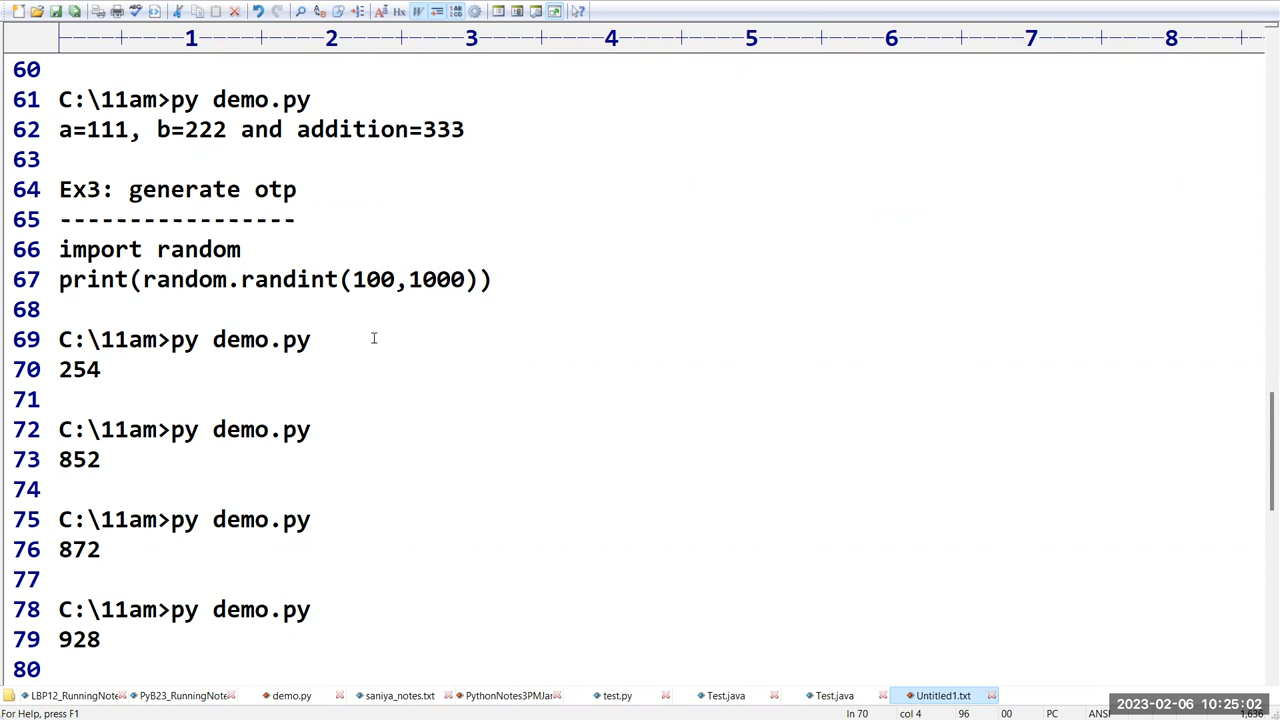 1 2 3 4 5 6 7 8
60
61 C:\11am>py demo.py
62 a=111, b=222 and addition=333
63
64 Ex3: generate otp
65 -----------------
66 import random
67 print(random.randint(100,1000))
68
69 C:\11am>py demo.py
70 254
71
72 C:\11am>py demo.py
73 852
74
75 C:\11am>py demo.py
76 872
77
78 C:\11am>py demo.py
79 928
80
LBP12_RunningNote PyB23_RunningNote demo.py saniya_notes.txt PythonNotes3PMJar test.py Test.java Test.java Untitled1.txt
For Help, press F1 ln 70 col 4 96 00 PC ANSI
2023-02-06 10:25:02